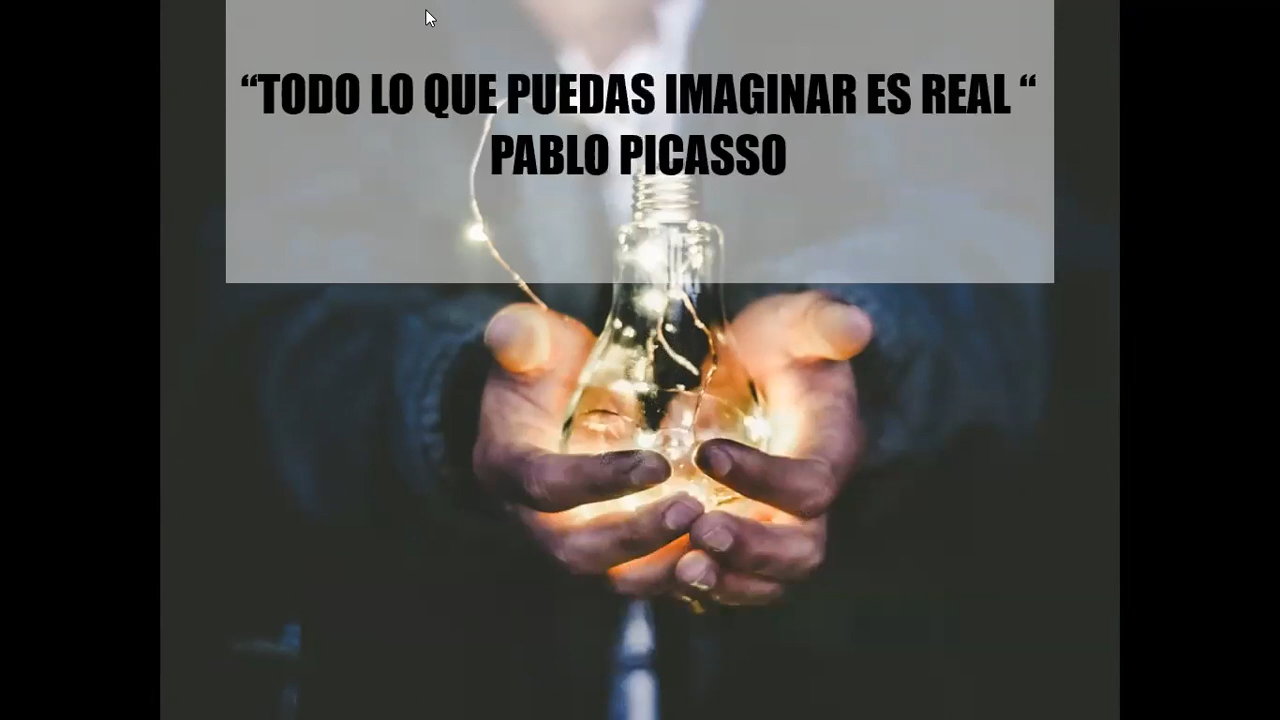 “TODO LO QUE PUEDAS IMAGINAR ES REAL “
PABLO PICASSO